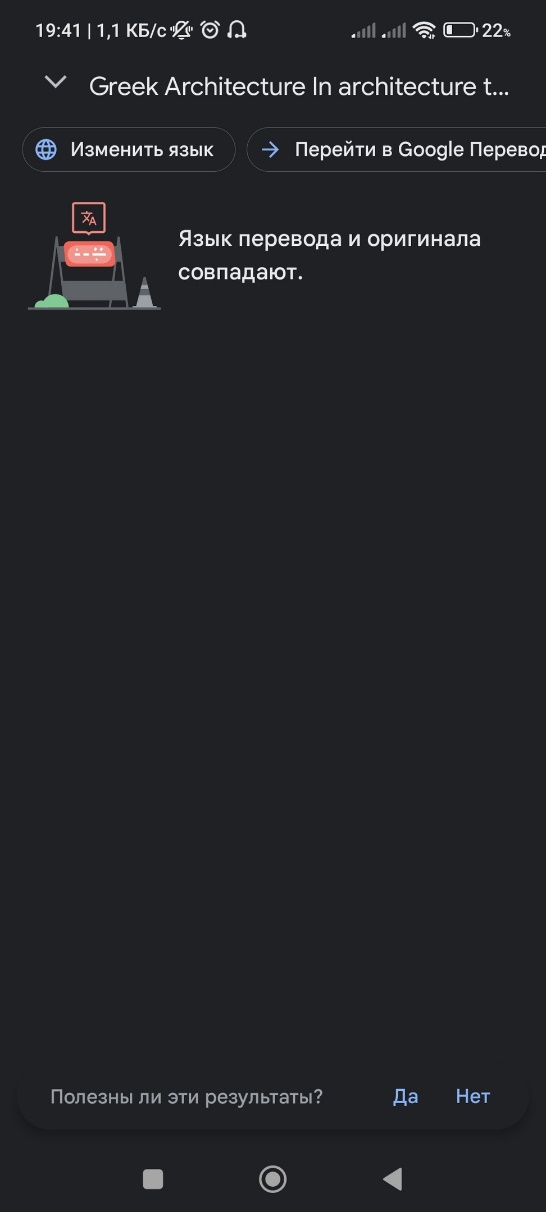 19:41 | 1,1 КБ/с 22%
Greek Architecture In architecture t...
Изменить язык Перейти в Google Перевод
Язык перевода и оригинала
совпадают.
Полезны ли эти результаты? Да Нет